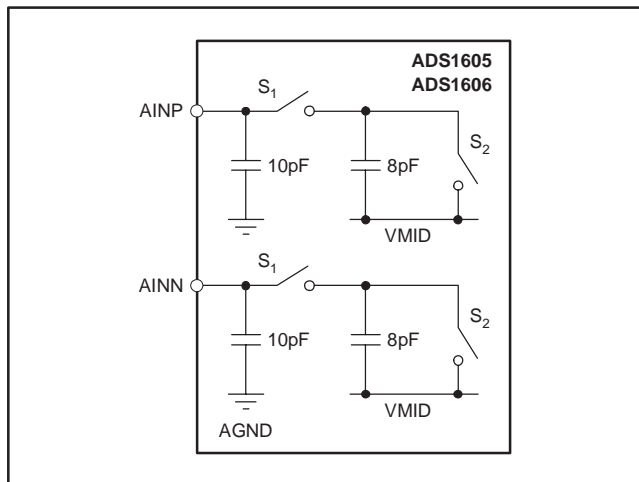 ADS1605
ADS1606
S1
AINP
S2
10pF
8pF
VMID
S1
AINN
S2
10pF
8pF
VMID
AGND